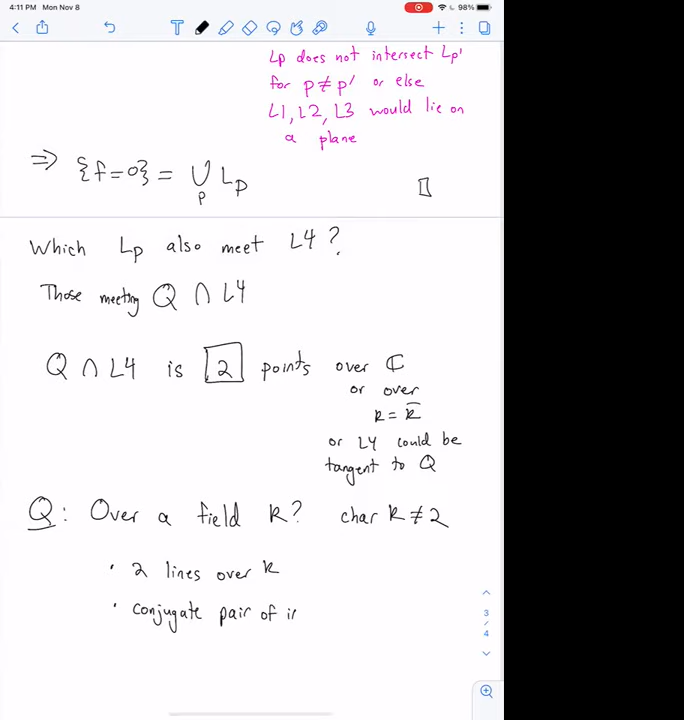 4:11 PM Mon Nov 8
98%
Lp does not intersect Lp'
for p ≠ p' or else
L1, L2, L3 would lie on
a plane
⇒ {f=0} = ∪ Lp
p
Which Lp also meet L4?
Those meeting Q ∩ L4
Q ∩ L4 is 2 points over ℂ
or over
k = k̄
or L4 could be
tangent to Q
Q: Over a field k? char k ≠ 2
· 2 lines over k
· conjugate pair of
3
/
4